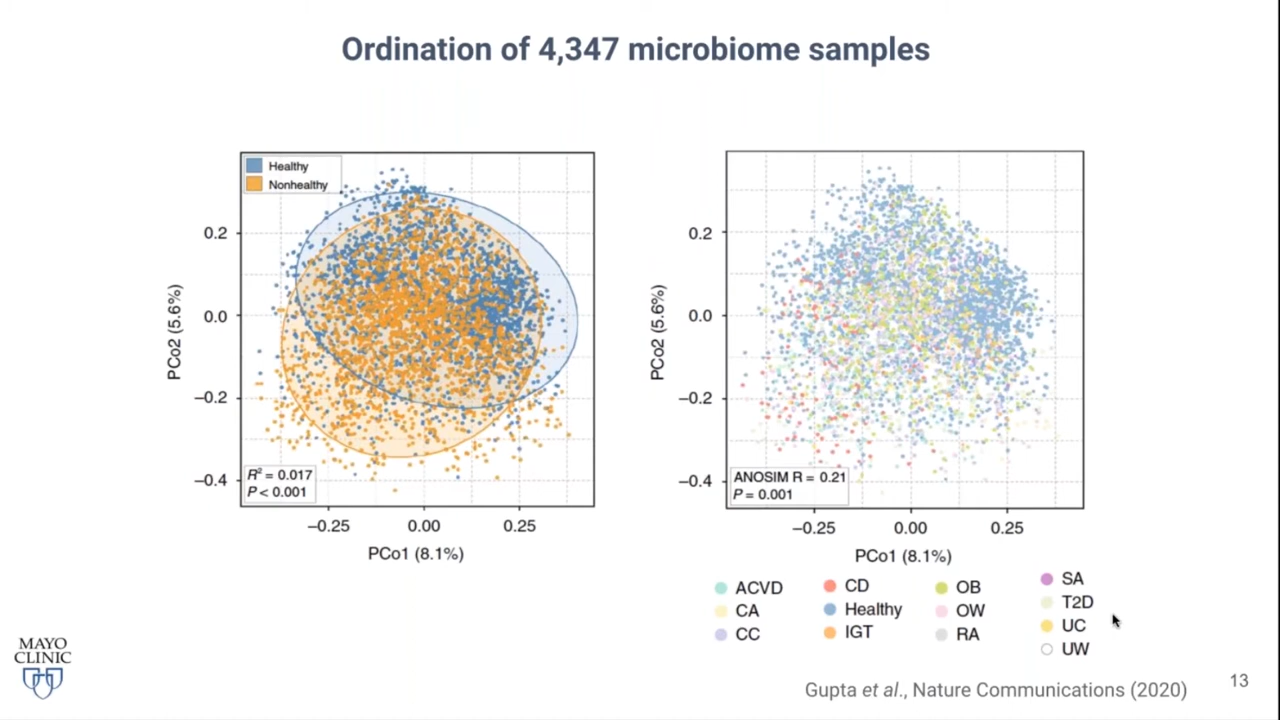 Ordination of 4,347 microbiome samples
Healthy
Nonhealthy
0.2
0.0
−0.2
−0.4
PCo2 (5.6%)
R² = 0.017
P < 0.001
−0.25
0.00
0.25
PCo1 (8.1%)
0.2
0.0
−0.2
−0.4
PCo2 (5.6%)
ANOSIM R = 0.21
P = 0.001
−0.25
0.00
0.25
PCo1 (8.1%)
ACVD
CA
CC
CD
Healthy
IGT
OB
OW
RA
SA
T2D
UC
UW
MAYO
CLINIC
Gupta et al., Nature Communications (2020)
13